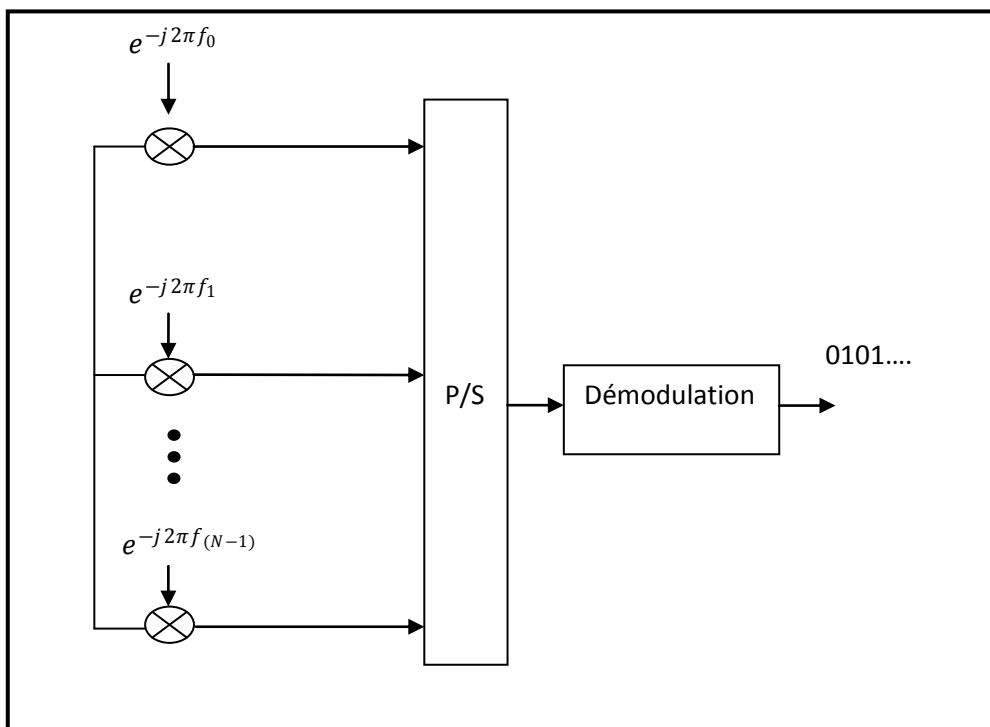 e^{-j2πf_0}
e^{-j2πf_1}
0101....
P/S
Démodulation
e^{-j2πf_{(N-1)}}